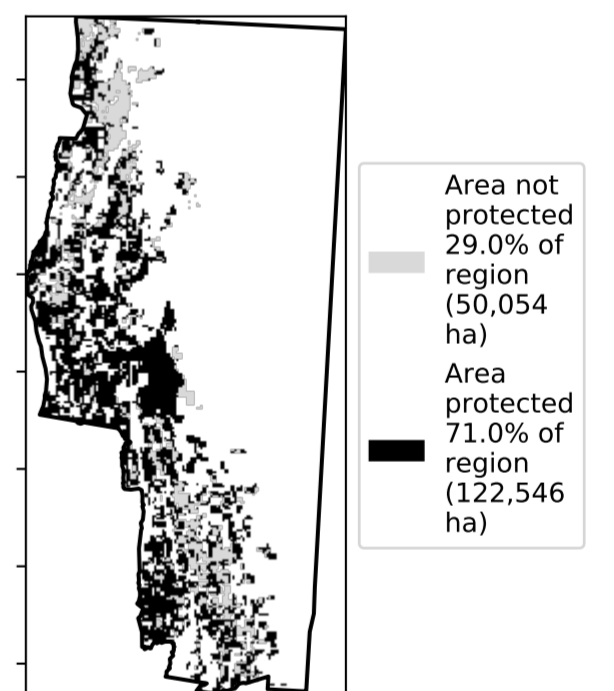 Area not
protected
29.0% of
region
(50,054
ha)
Area
protected
71.0% of
region
(122,546
ha)